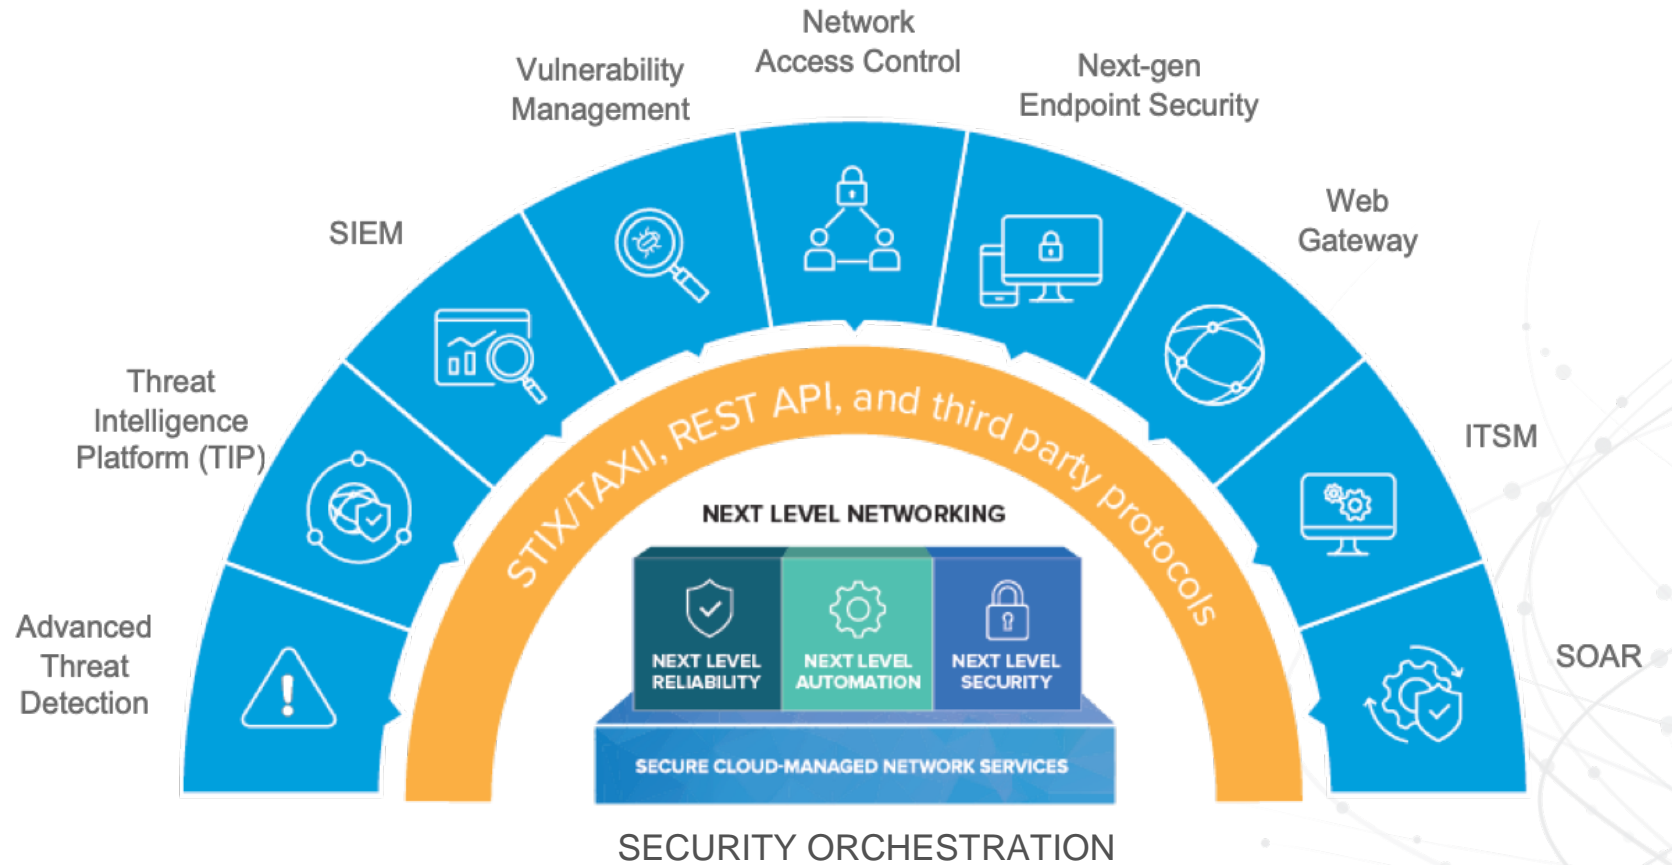 Network
Access Control
Vulnerability
Management
Next-gen
Endpoint Security
SIEM
Web
Gateway
Threat
Intelligence
Platform (TIP)
ITSM
Advanced
Threat
Detection
SOAR
STIX/TAXII, REST API, and third party protocols
NEXT LEVEL NETWORKING
NEXT LEVEL
RELIABILITY
NEXT LEVEL
AUTOMATION
NEXT LEVEL
SECURITY
SECURE CLOUD-MANAGED NETWORK SERVICES
SECURITY ORCHESTRATION